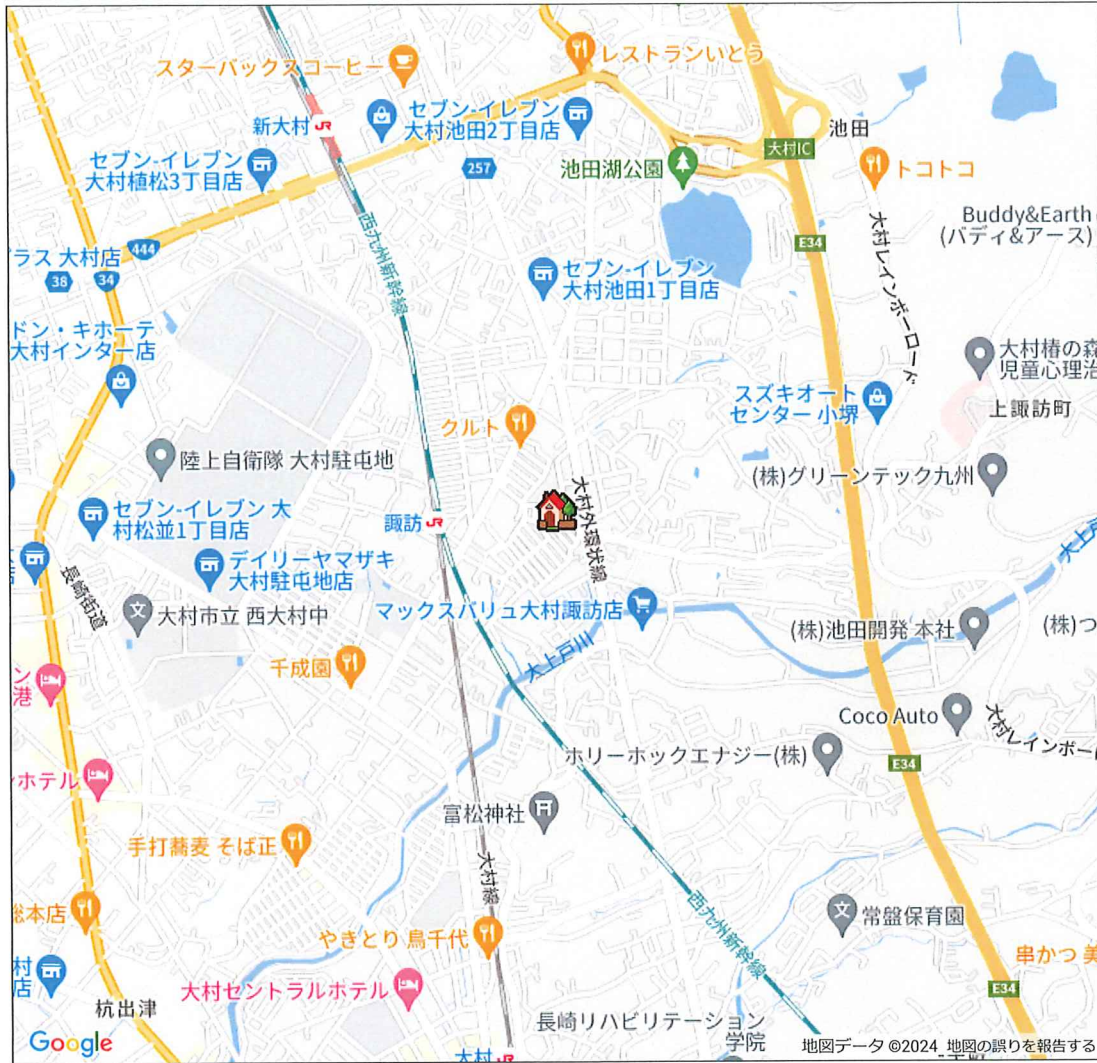 スターバックスコーヒー
レストランいとう
セブン-イレブン
大村池田2丁目店
新大村
池田
大村IC
セブン-イレブン
大村植松3丁目店
257
池田湖公園
トコトコ
Buddy&Earth
(バディ&アース)
大村レインボーロード
西九州新幹線
E34
444
プラス 大村店
38
34
セブン-イレブン
大村池田1丁目店
ドン・キホーテ
大村インター店
大村椿の森
児童心理治
スズキオート
センター 小堺
上諏訪町
クルト
陸上自衛隊 大村駐屯地
(株)グリーンテック九州
大村外環状線
セブン-イレブン 大
村松並1丁目店
諏訪
大上戸
デイリーヤマザキ
大村駐屯地店
長崎街道
大村市立 西大村中
マックスバリュ大村諏訪店
(株)池田開発 本社
(株)つ
千成園
大上戸川
ン
港
Coco Auto
大村レインボー
ホリーホックエナジー(株)
E34
ホテル
富松神社
手打蕎麦 そば正
大村線
総本店
常盤保育園
やきとり 鳥千代
西九州新幹線
串かつ 美
村
店
大村セントラルホテル
E34
杭出津
長崎リハビリテーション
学院
Google
大村
地図データ ©2024
地図の誤りを報告する